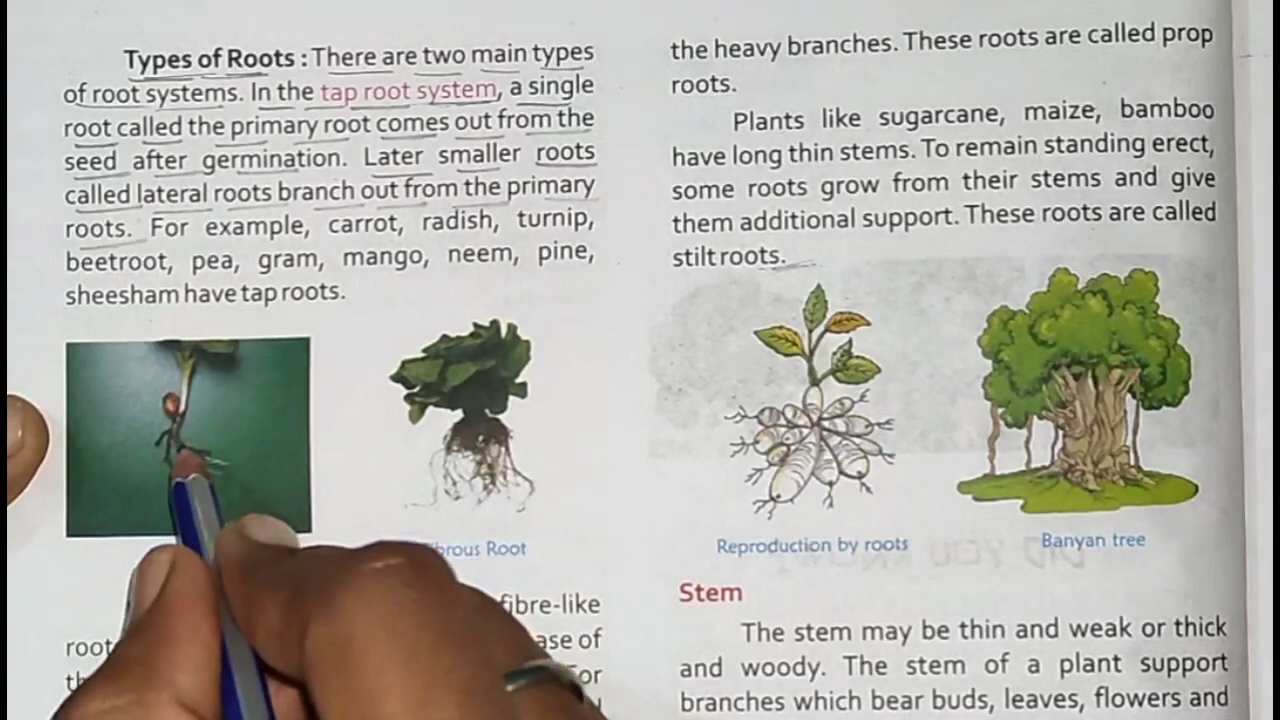 Types of Roots : There are two main types
of root systems. In the tap root system, a single
root called the primary root comes out from the
seed after germination. Later smaller roots
called lateral roots branch out from the primary
roots. For example, carrot, radish, turnip,
beetroot, pea, gram, mango, neem, pine,
sheesham have tap roots.
Root
fibre-like
ase of
the heavy branches. These roots are called prop
roots.
Plants like sugarcane, maize, bamboo
have long thin stems. To remain standing erect,
some roots grow from their stems and give
them additional support. These roots are called
stilt roots.
Reproduction by roots
Banyan tree
Stem
The stem may be thin and weak or thick
and woody. The stem of a plant support
branches which bear buds, leaves, flowers and